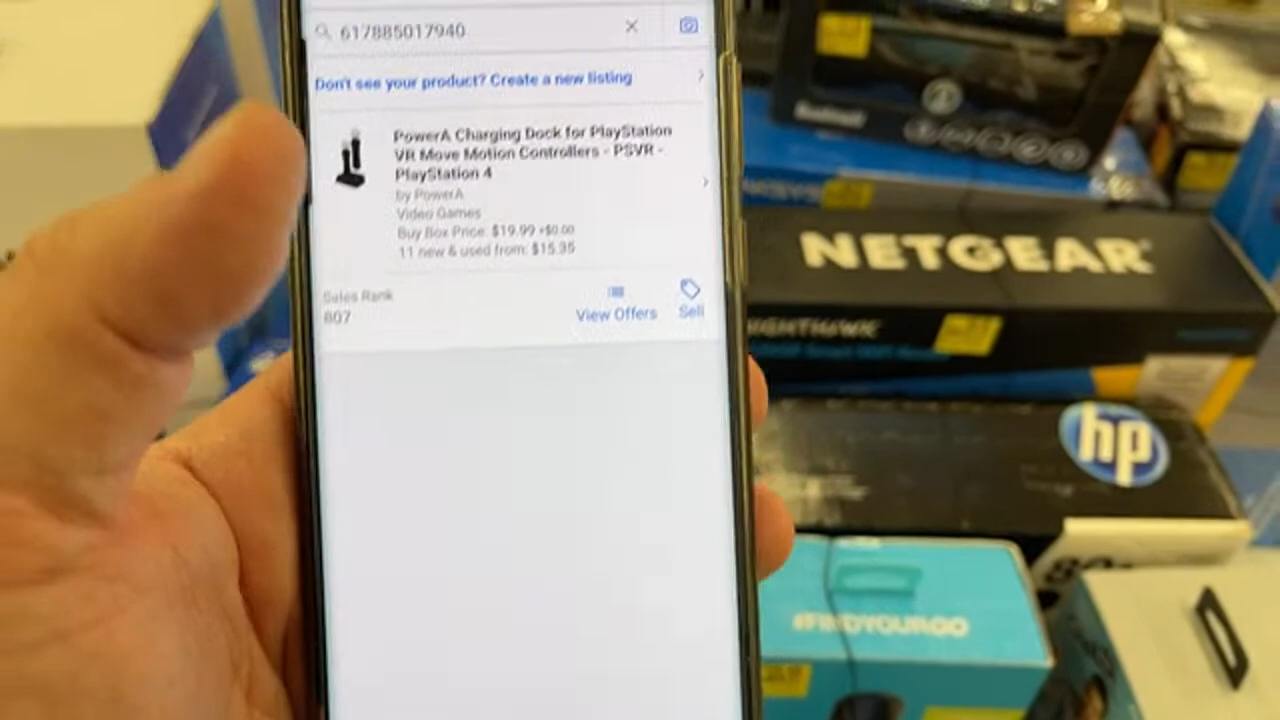 617885017940
Don't see your product? Create a new listing
PowerA Charging Dock for PlayStation
VR Move Motion Controllers - PSVR -
PlayStation 4
by PowerA
Video Games
Buy Box Price: $19.99 +$0.00
11 new & used from: $15.35
Sales Rank
807
View Offers
Sell
NETGEAR
NIGHTHAWK
hp
#FINDYOURGO